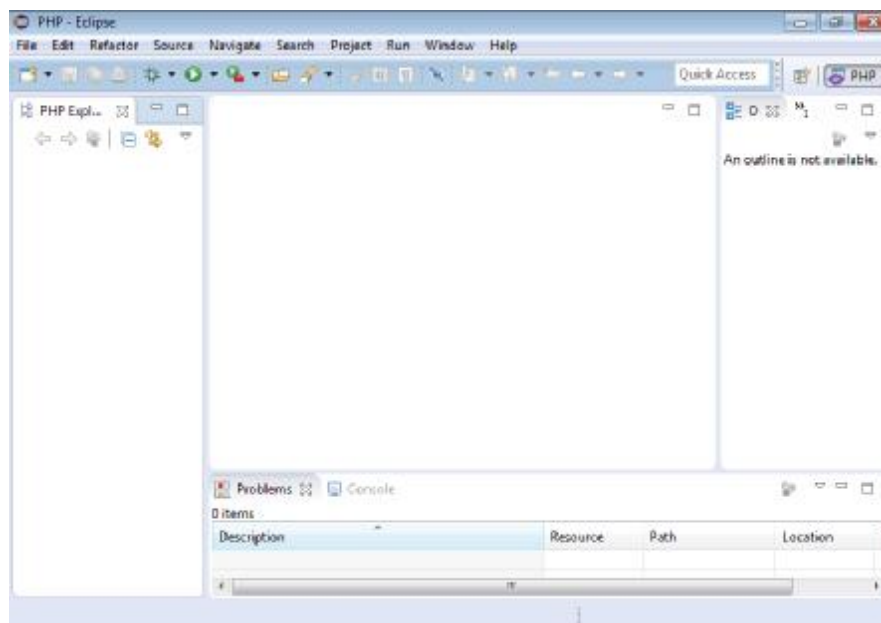 PHP - Eclipse
File Edit Refactor Source Navigate Search Project Run Window Help
Quick Access PHP
PHP Expl...
O
An outline is not available.
Problems Console
0 items
Description Resource Path Location